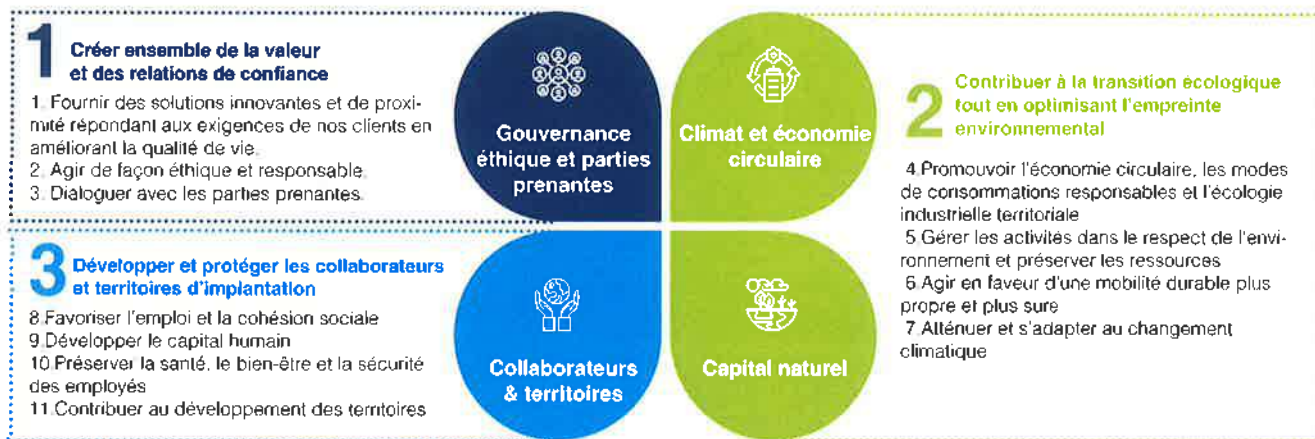 1 Créer ensemble de la valeur
et des relations de confiance
1. Fournir des solutions innovantes et de proxi-
mité répondant aux exigences de nos clients en
améliorant la qualité de vie.
2. Agir de façon éthique et responsable.
3. Dialoguer avec les parties prenantes.
Gouvernance
éthique et parties
prenantes
Climat et économie
circulaire
2 Contribuer à la transition écologique
tout en optimisant l'empreinte
environnemental
4.Promouvoir l'économie circulaire, les modes
de consommations responsables et l'écologie
industrielle territoriale
5.Gérer les activités dans le respect de l'envi-
ronnement et préserver les ressources
6.Agir en faveur d'une mobilité durable plus
propre et plus sure
7.Atténuer et s'adapter au changement
climatique
3 Développer et protéger les collaborateurs
et territoires d'implantation
8.Favoriser l'emploi et la cohésion sociale
9.Développer le capital humain
10.Préserver la santé, le bien-être et la sécurité
des employés
11.Contribuer au développement des territoires
Collaborateurs
& territoires
Capital naturel